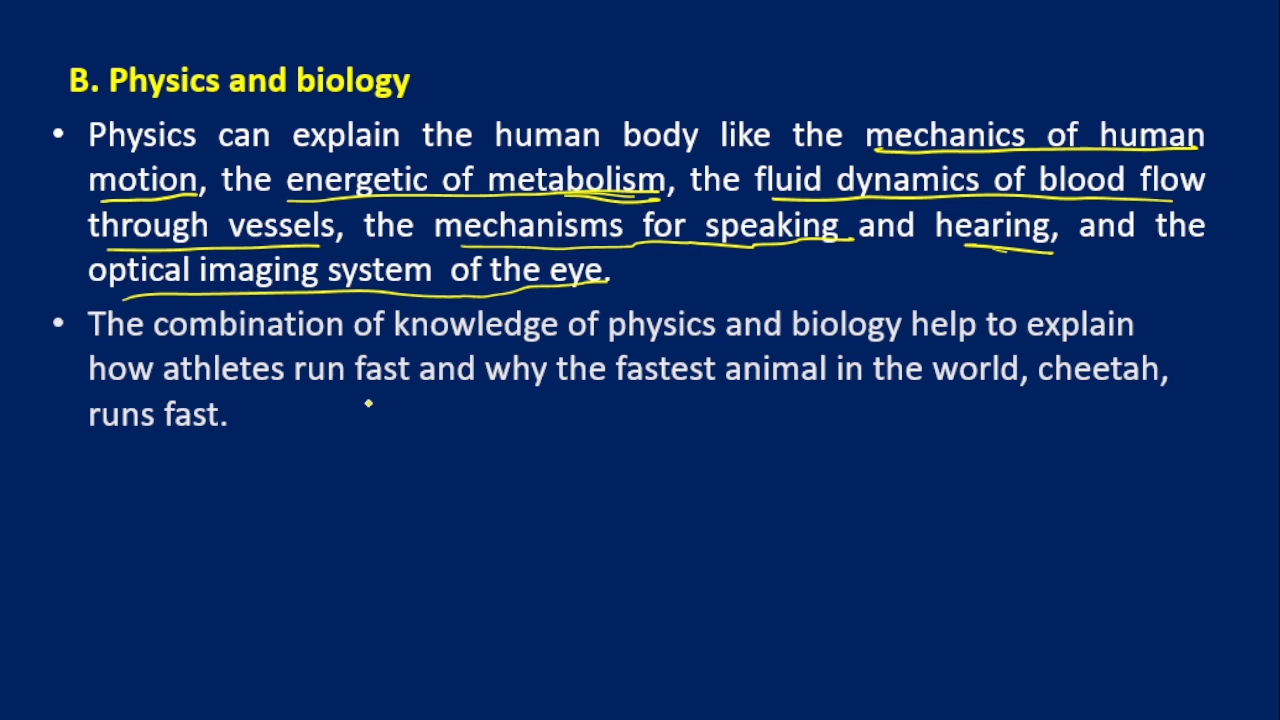 B. Physics and biology
• Physics can explain the human body like the mechanics of human
motion, the energetic of metabolism, the fluid dynamics of blood flow
through vessels, the mechanisms for speaking and hearing, and the
optical imaging system of the eye.
• The combination of knowledge of physics and biology help to explain
how athletes run fast and why the fastest animal in the world, cheetah,
runs fast.